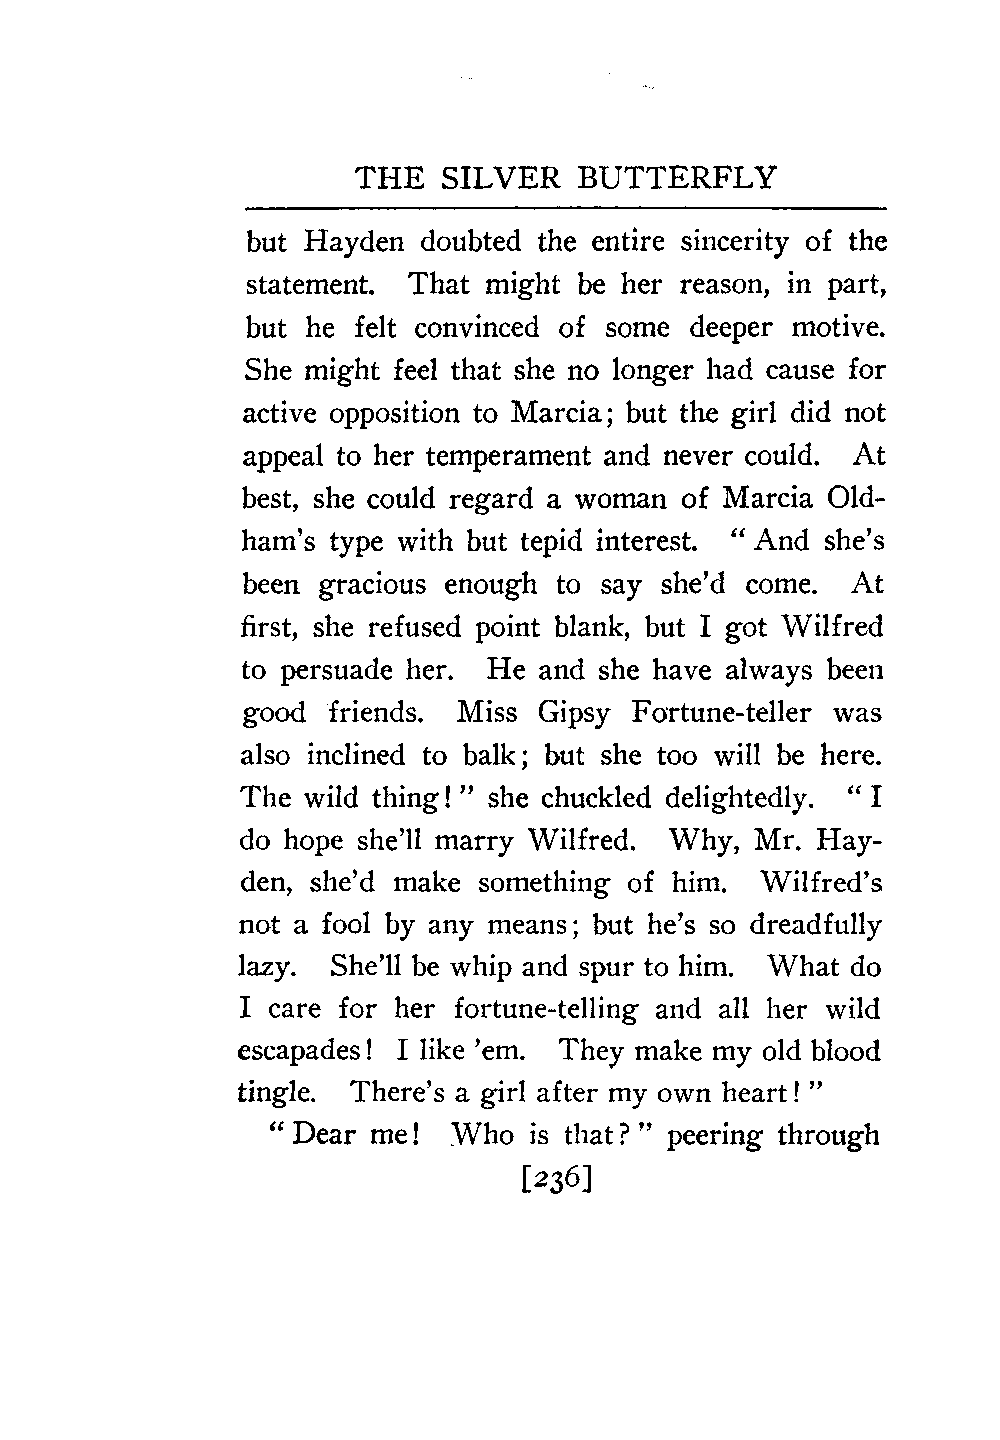 THE SILVER BUTTERFLY
but Hayden doubted the entire sincerity of the
statement. That might be her reason, in part,
but he felt convinced of some deeper motive.
She might feel that she no longer had cause for
active opposition to Marcia; but the girl did not
appeal to her temperament and never could. At
best, she could regard a woman of Marcia Old-
ham's type with but tepid interest. " And she's
been gracious enough to say she'd come. At
first, she refused point blank, but I got Wilfred
to persuade her. He and she have always been
good friends. Miss Gipsy Fortune-teller was
also inclined to balk; but she too will be here.
The wild thing! " she chuckled delightedly. " I
do hope she'll marry Wilfred. Why, Mr. Hay-
den, she'd make something of him. Wilfred's
not a fool by any means; but he's so dreadfully
lazy. She'll be whip and spur to him. What do
I care for her fortune-telling and all her wild
escapades! I like 'em. They make my old blood
tingle. There's a girl after my own heart! "
" Dear me! Who is that? " peering through
[236]